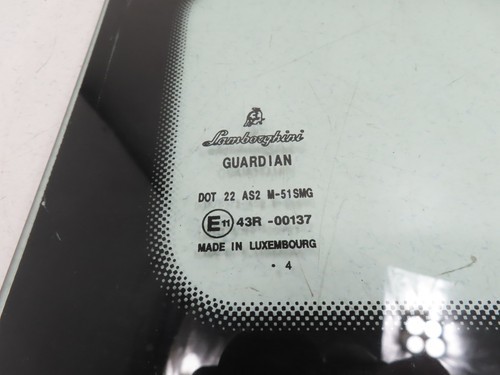 Lamborghini
GUARDIAN
DOT 22 AS2 M-51SMG
E11 43R -00137
MADE IN LUXEMBOURG
· 4